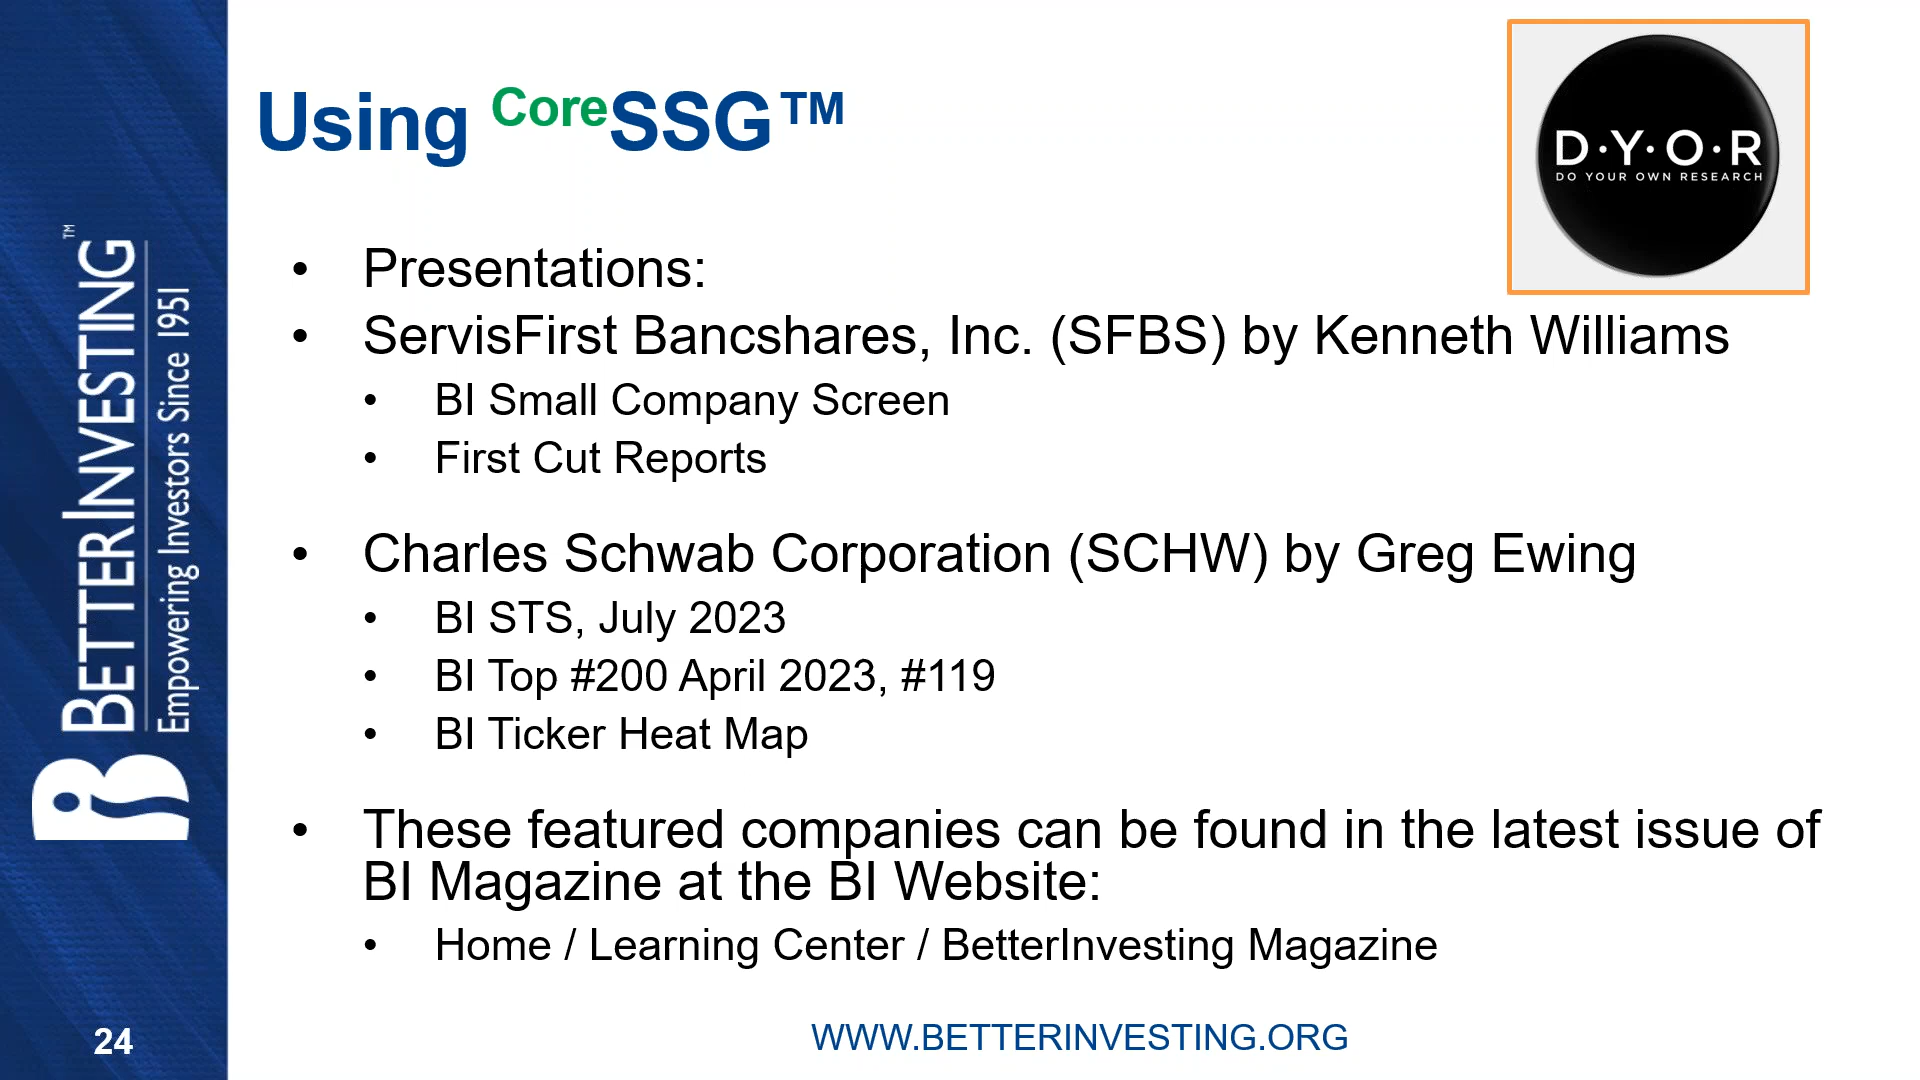 Using CoreSSG™
D·Y·O·R
DO YOUR OWN RESEARCH
• Presentations:
• ServisFirst Bancshares, Inc. (SFBS) by Kenneth Williams
• BI Small Company Screen
• First Cut Reports
• Charles Schwab Corporation (SCHW) by Greg Ewing
• BI STS, July 2023
• BI Top #200 April 2023, #119
• BI Ticker Heat Map
• These featured companies can be found in the latest issue of
BI Magazine at the BI Website:
• Home / Learning Center / BetterInvesting Magazine
BETTERINVESTING™
Empowering Investors Since 1951
24
WWW.BETTERINVESTING.ORG